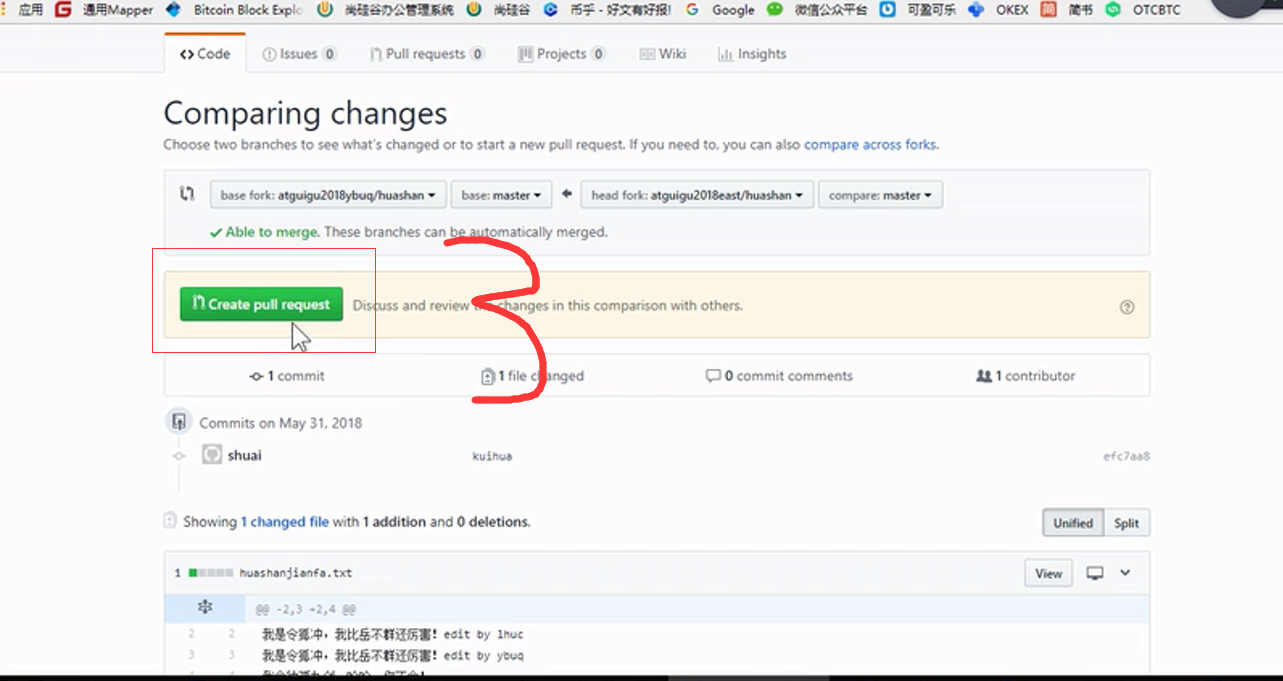 应用 通用Mapper Bitcoin Block Explo 尚硅谷办公管理系统 尚硅谷 币乎 - 好文有好报! Google 微信公众平台 可盈可乐 OKEX 简书 OTCBTC
Code Issues 0 Pull requests 0 Projects 0 Wiki Insights
Comparing changes
Choose two branches to see what's changed or to start a new pull request. If you need to, you can also compare across forks.
base fork: atguigu2018ybuq/huashan base: master head fork: atguigu2018east/huashan compare: master
Able to merge. These branches can be automatically merged.
3
Create pull request Discuss and review the changes in this comparison with others.
1 commit 1 file changed 0 commit comments 1 contributor
Commits on May 31, 2018
shuai kuihua efc7aa8
Showing 1 changed file with 1 addition and 0 deletions.
Unified Split
1 huashanjianfa.txt View
@@ -2,3 +2,4 @@
2 2 我是令狐冲，我比岳不群还厉害! edit by lhuc
3 3 我是令狐冲，我比岳不群还厉害! edit by ybuq